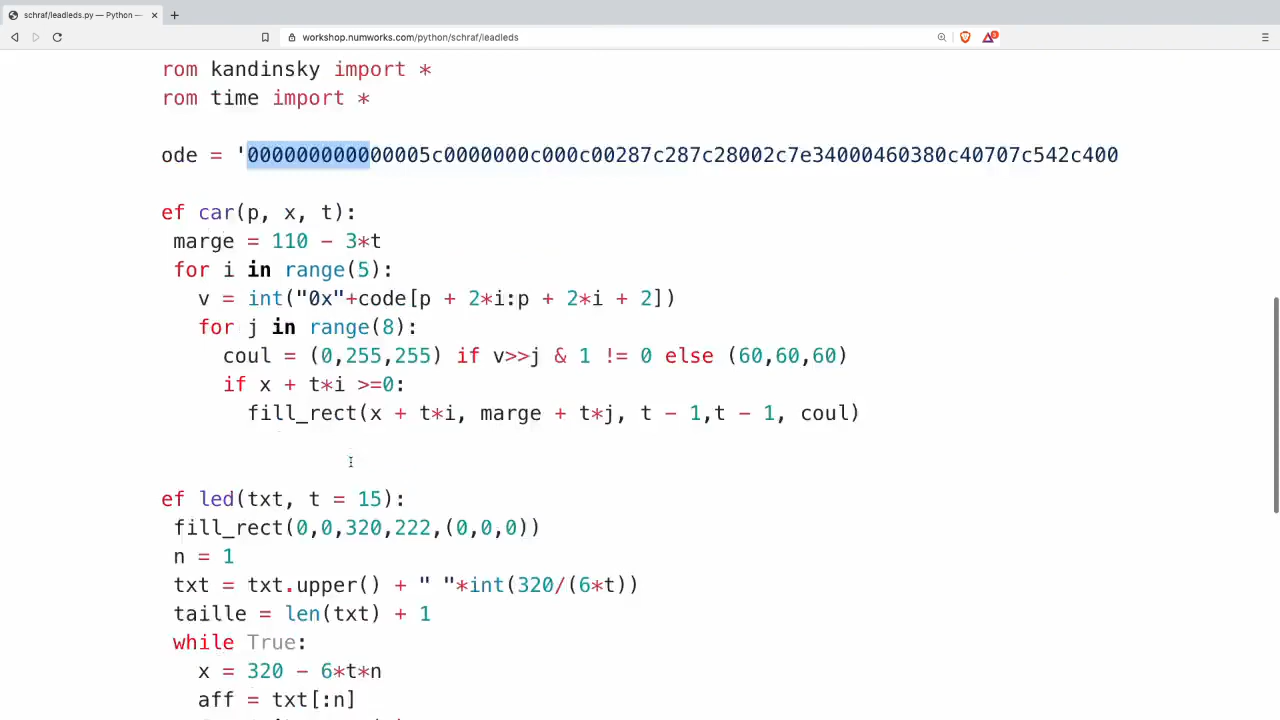 schraf/leadleds.py — Python —
workshop.numworks.com/python/schraf/leadleds
rom kandinsky import *
rom time import *
ode = '000000000000005c0000000c000c00287c287c28002c7e34000460380c40707c542c400
ef car(p, x, t):
marge = 110 - 3*t
for i in range(5):
v = int("0x"+code[p + 2*i:p + 2*i + 2])
for j in range(8):
coul = (0,255,255) if v>>j & 1 != 0 else (60,60,60)
if x + t*i >=0:
fill_rect(x + t*i, marge + t*j, t - 1,t - 1, coul)
ef led(txt, t = 15):
fill_rect(0,0,320,222,(0,0,0))
n = 1
txt = txt.upper() + " "*int(320/(6*t))
taille = len(txt) + 1
while True:
x = 320 - 6*t*n
aff = txt[:n]